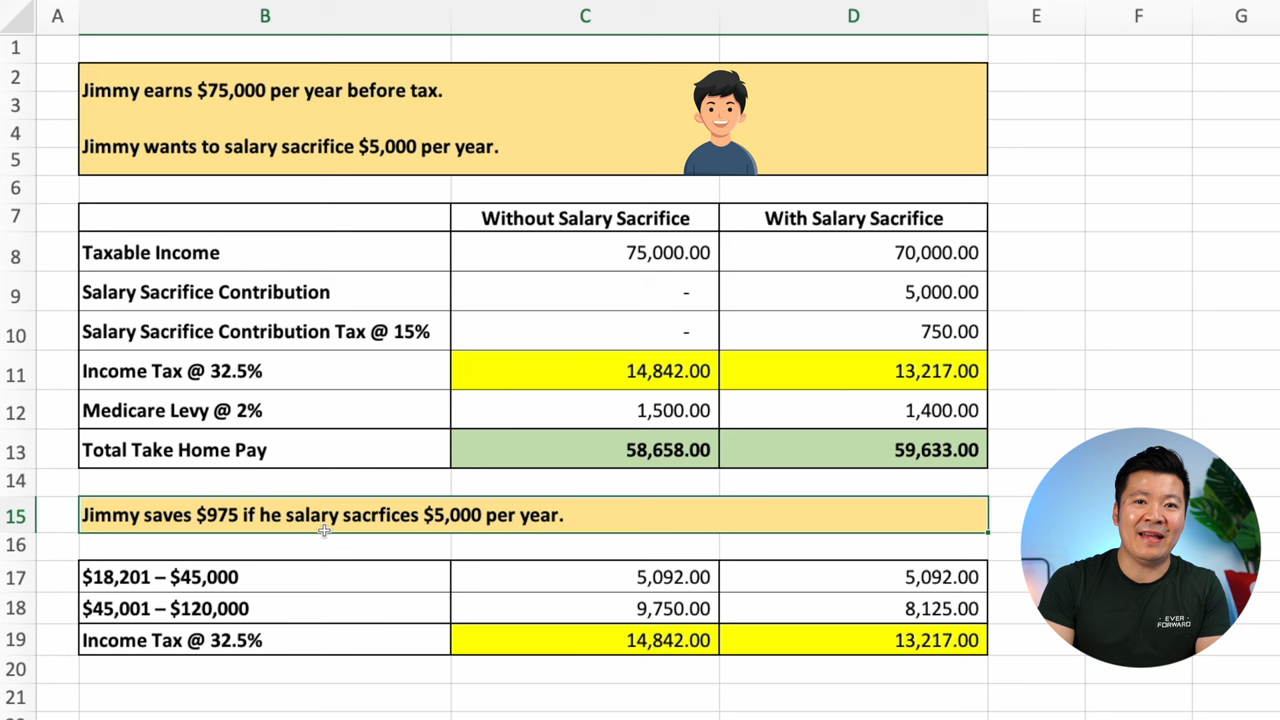 A B C D E F G
1
2 Jimmy earns $75,000 per year before tax.
3
4
5 Jimmy wants to salary sacrifice $5,000 per year.
6
7 Without Salary Sacrifice With Salary Sacrifice
8 Taxable Income 75,000.00 70,000.00
9 Salary Sacrifice Contribution - 5,000.00
10 Salary Sacrifice Contribution Tax @ 15% - 750.00
11 Income Tax @ 32.5% 14,842.00 13,217.00
12 Medicare Levy @ 2% 1,500.00 1,400.00
13 Total Take Home Pay 58,658.00 59,633.00
14
15 Jimmy saves $975 if he salary sacrfices $5,000 per year.
16
17 $18,201 – $45,000 5,092.00 5,092.00
18 $45,001 – $120,000 9,750.00 8,125.00
19 Income Tax @ 32.5% 14,842.00 13,217.00
20
21
EVER
FORWARD